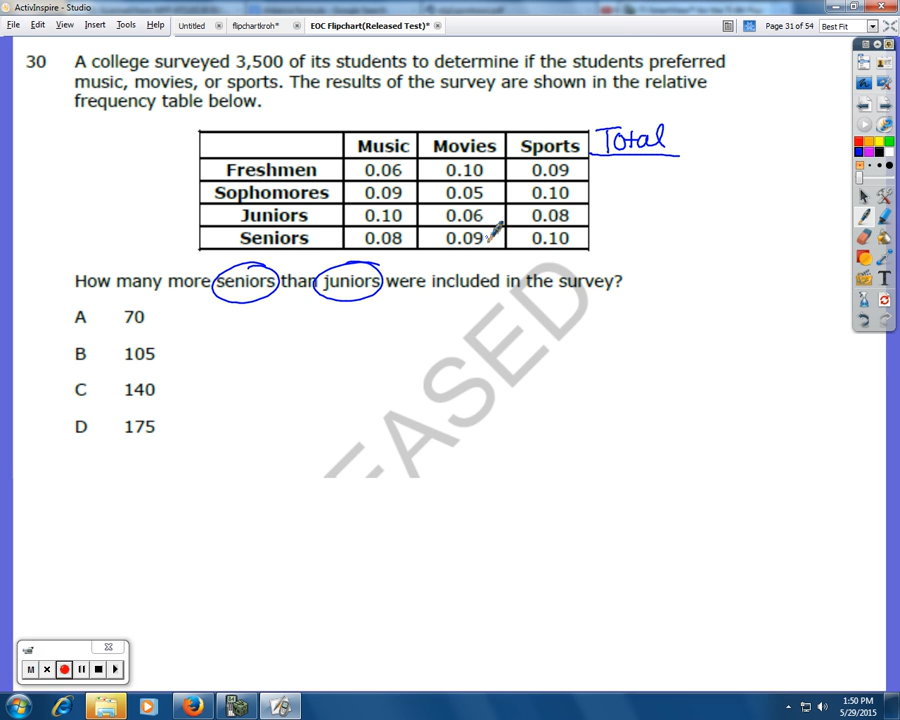 ActivInspire - Studio
File Edit View Insert Tools Help
Untitled flipchartkroh* EOC Flipchart(Released Test)*
Page 31 of 54 Best Fit
30 A college surveyed 3,500 of its students to determine if the students preferred
music, movies, or sports. The results of the survey are shown in the relative
frequency table below.
Total
Music Movies Sports
Freshmen 0.06 0.10 0.09
Sophomores 0.09 0.05 0.10
Juniors 0.10 0.06 0.08
Seniors 0.08 0.09 0.10
How many more seniors than juniors were included in the survey?
A 70
B 105
C 140
D 175
EASED
M
1:50 PM
5/29/2015